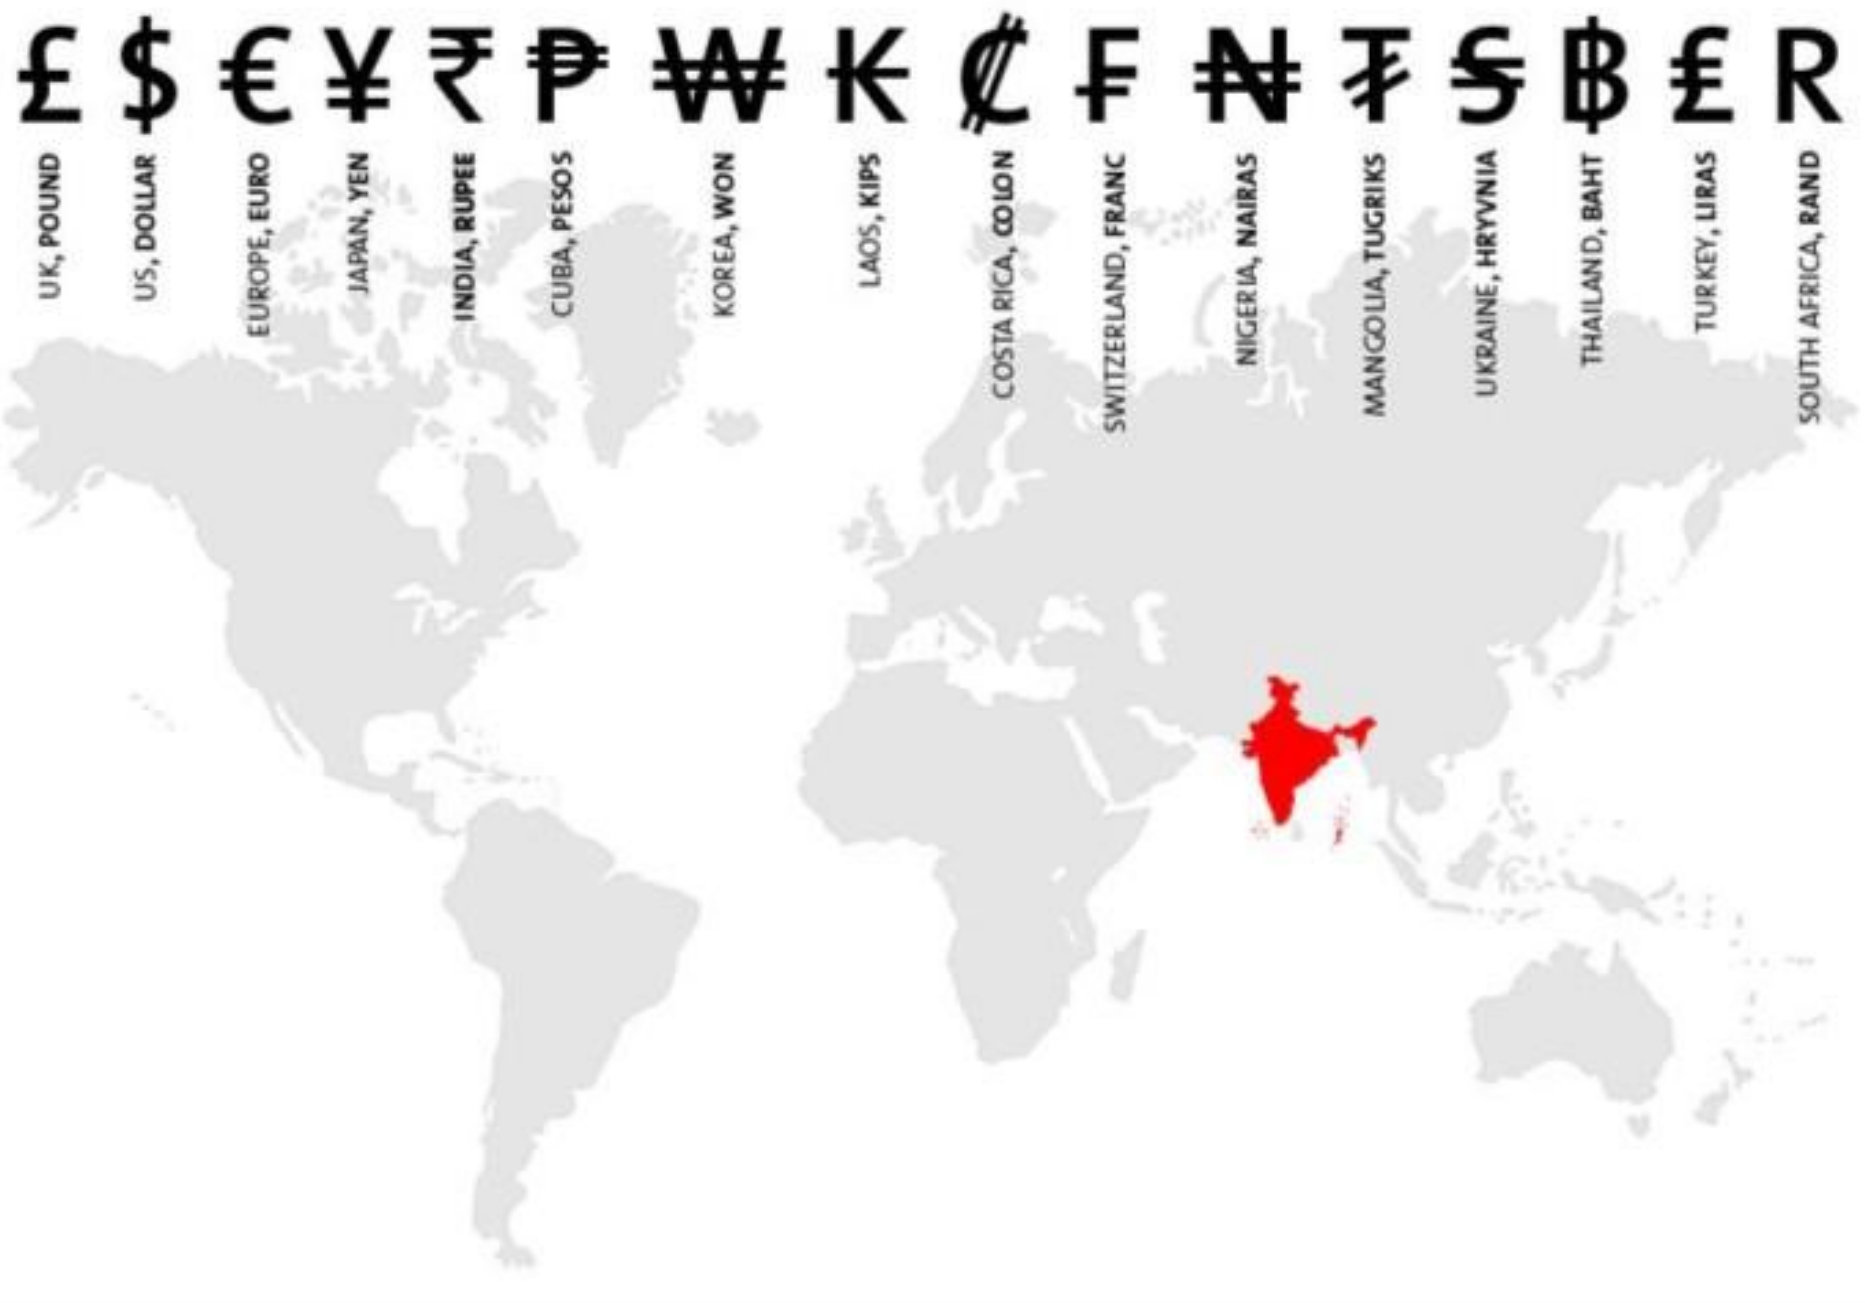 £ $ € ¥ ₹ ₱ ₩ ₭ ₡ ₣ ₦ ₮ S ฿ ₤ R
UK, POUND
US, DOLLAR
EUROPE, EURO
JAPAN, YEN
INDIA, RUPEE
CUBA, PESOS
KOREA, WON
LAOS, KIPS
COSTA RICA, COLON
SWITZERLAND, FRANC
NIGERIA, NAIRAS
MANGOLIA, TUGRIKS
UKRAINE, HRYVNIA
THAILAND, BAHT
TURKEY, LIRAS
SOUTH AFRICA, RAND